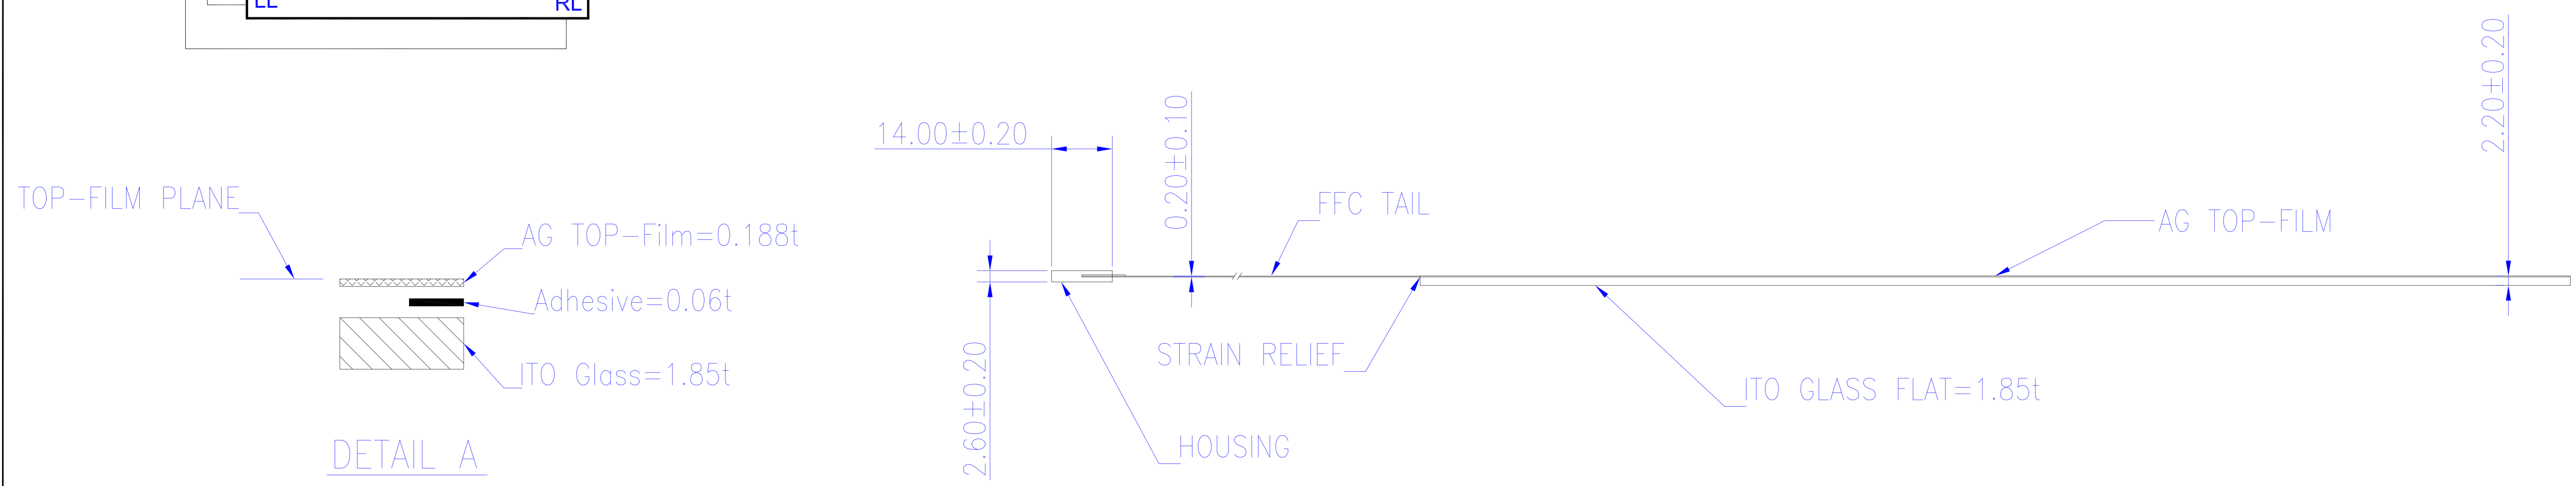 LL
RL
TOP-FILM PLANE
AG TOP-Film=0.188t
Adhesive=0.06t
ITO Glass=1.85t
DETAIL A
14.00±0.20
0.20±0.10
2.60±0.20
FFC TAIL
STRAIN RELIEF
HOUSING
AG TOP-FILM
ITO GLASS FLAT=1.85t
2.20±0.20